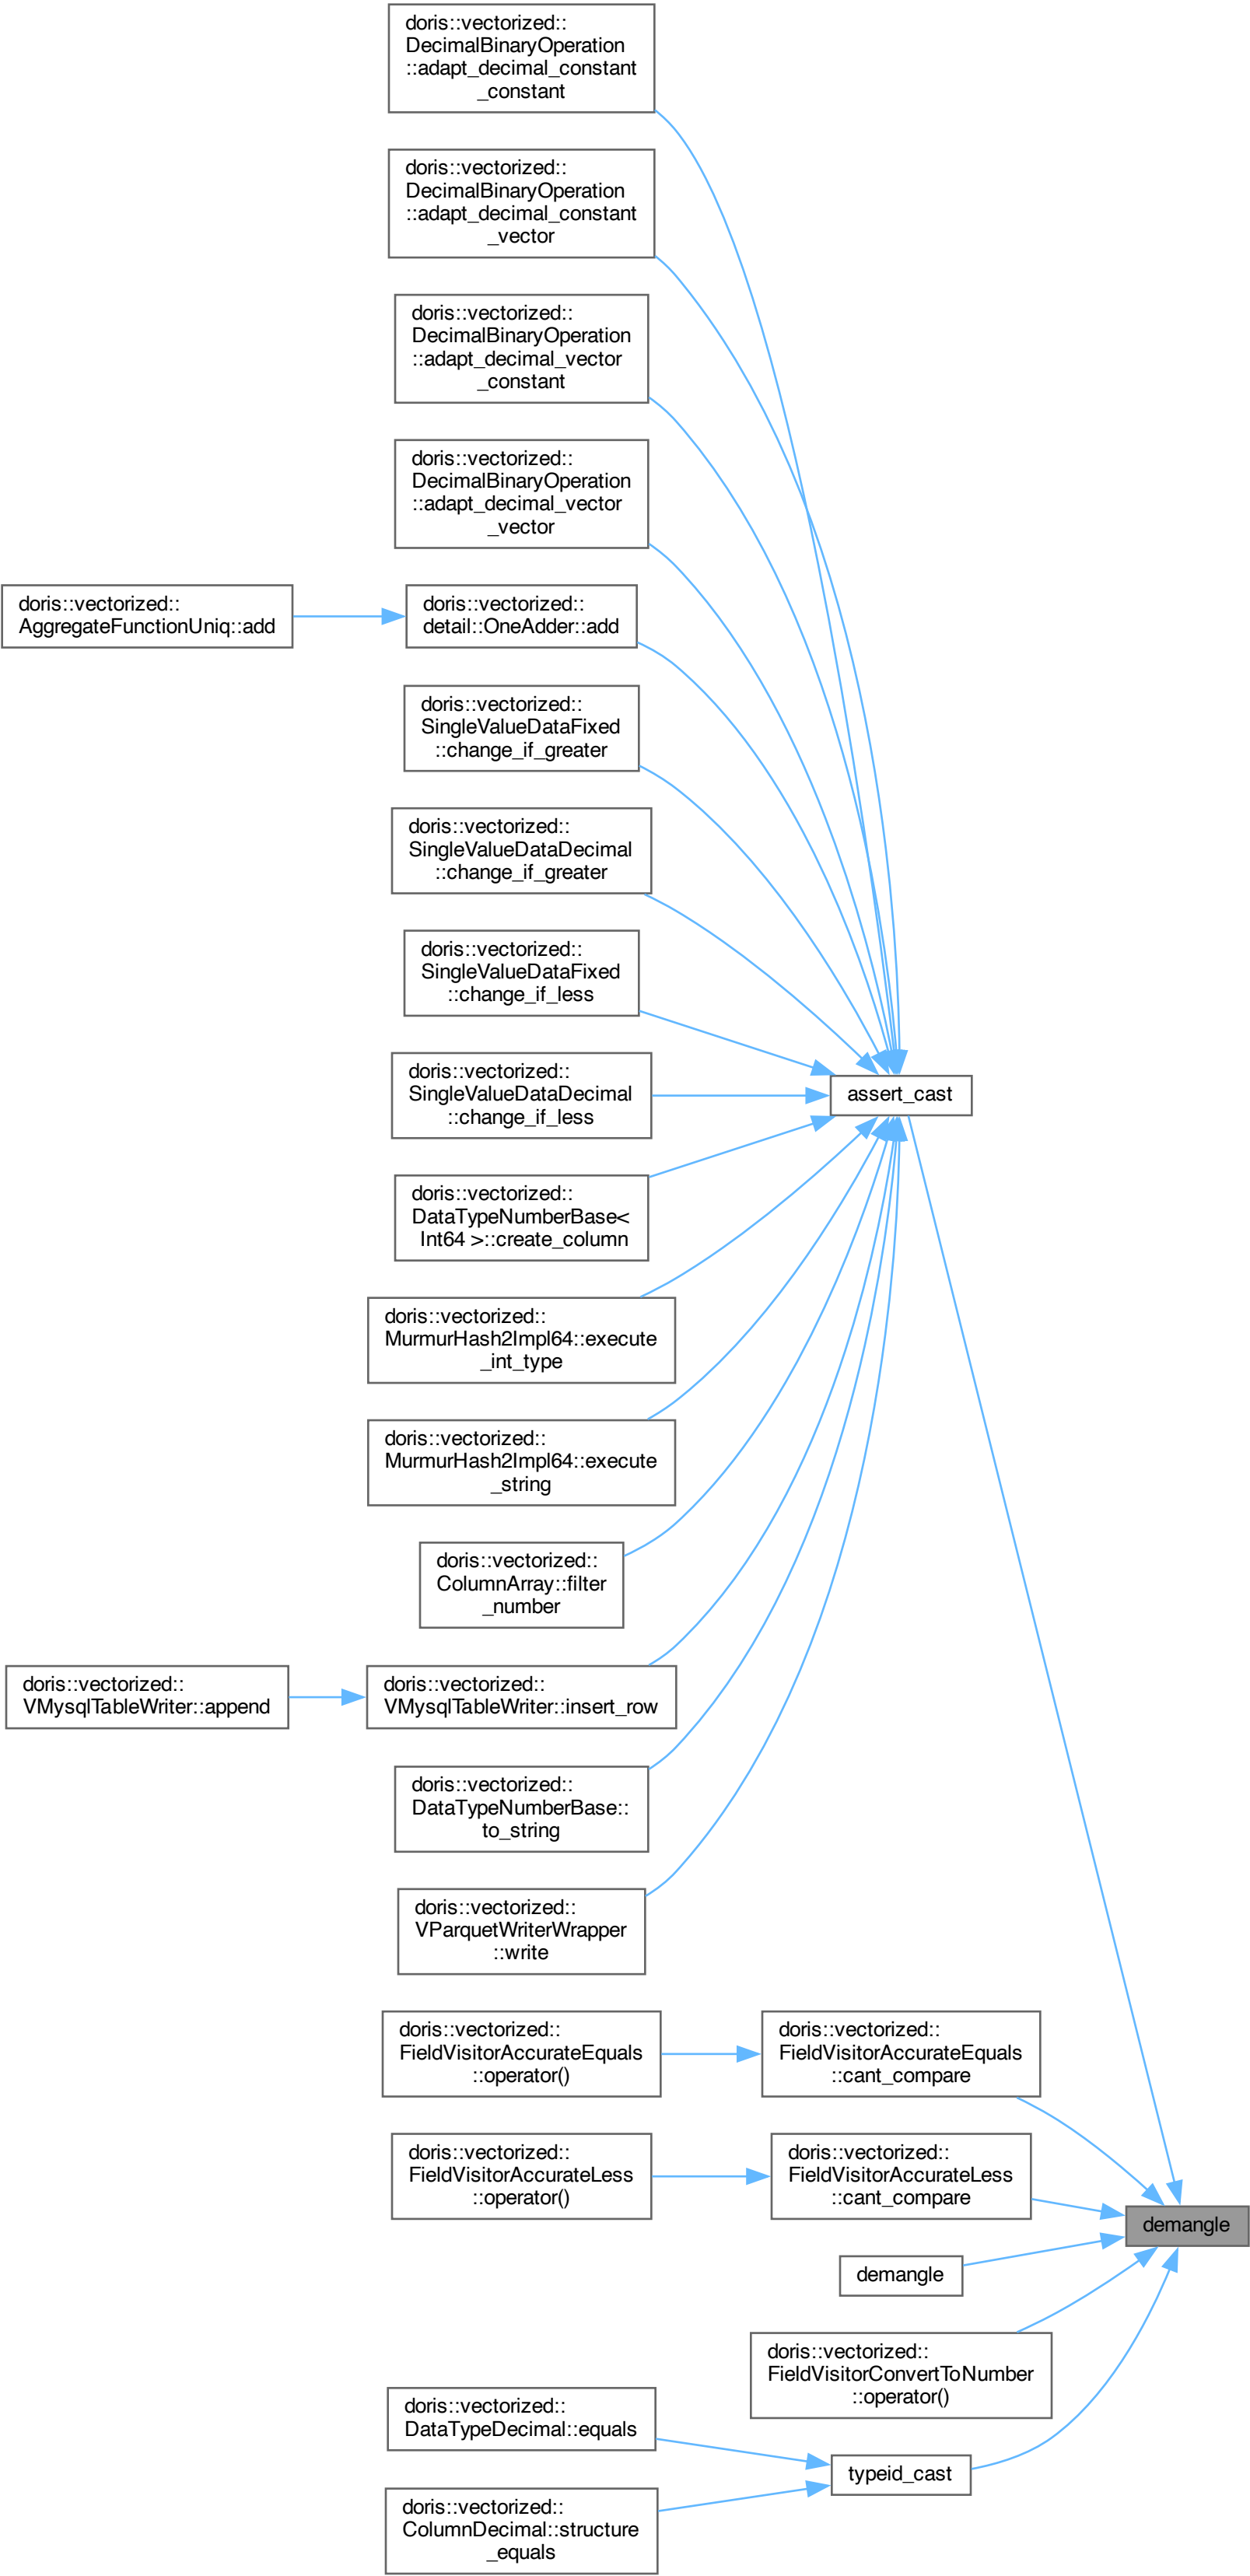 doris::vectorized::
DecimalBinaryOperation
::adapt_decimal_constant
_constant
doris::vectorized::
DecimalBinaryOperation
::adapt_decimal_constant
_vector
doris::vectorized::
DecimalBinaryOperation
::adapt_decimal_vector
_constant
doris::vectorized::
DecimalBinaryOperation
::adapt_decimal_vector
_vector
doris::vectorized::
AggregateFunctionUniq::add
doris::vectorized::
detail::OneAdder::add
doris::vectorized::
SingleValueDataFixed
::change_if_greater
doris::vectorized::
SingleValueDataDecimal
::change_if_greater
doris::vectorized::
SingleValueDataFixed
::change_if_less
doris::vectorized::
SingleValueDataDecimal
::change_if_less
assert_cast
doris::vectorized::
DataTypeNumberBase<
Int64 >::create_column
doris::vectorized::
MurmurHash2Impl64::execute
_int_type
doris::vectorized::
MurmurHash2Impl64::execute
_string
doris::vectorized::
ColumnArray::filter
_number
doris::vectorized::
VMysqlTableWriter::append
doris::vectorized::
VMysqlTableWriter::insert_row
doris::vectorized::
DataTypeNumberBase::
to_string
doris::vectorized::
VParquetWriterWrapper
::write
doris::vectorized::
FieldVisitorAccurateEquals
::operator()
doris::vectorized::
FieldVisitorAccurateEquals
::cant_compare
doris::vectorized::
FieldVisitorAccurateLess
::operator()
doris::vectorized::
FieldVisitorAccurateLess
::cant_compare
demangle
demangle
doris::vectorized::
FieldVisitorConvertToNumber
::operator()
doris::vectorized::
DataTypeDecimal::equals
typeid_cast
doris::vectorized::
ColumnDecimal::structure
_equals